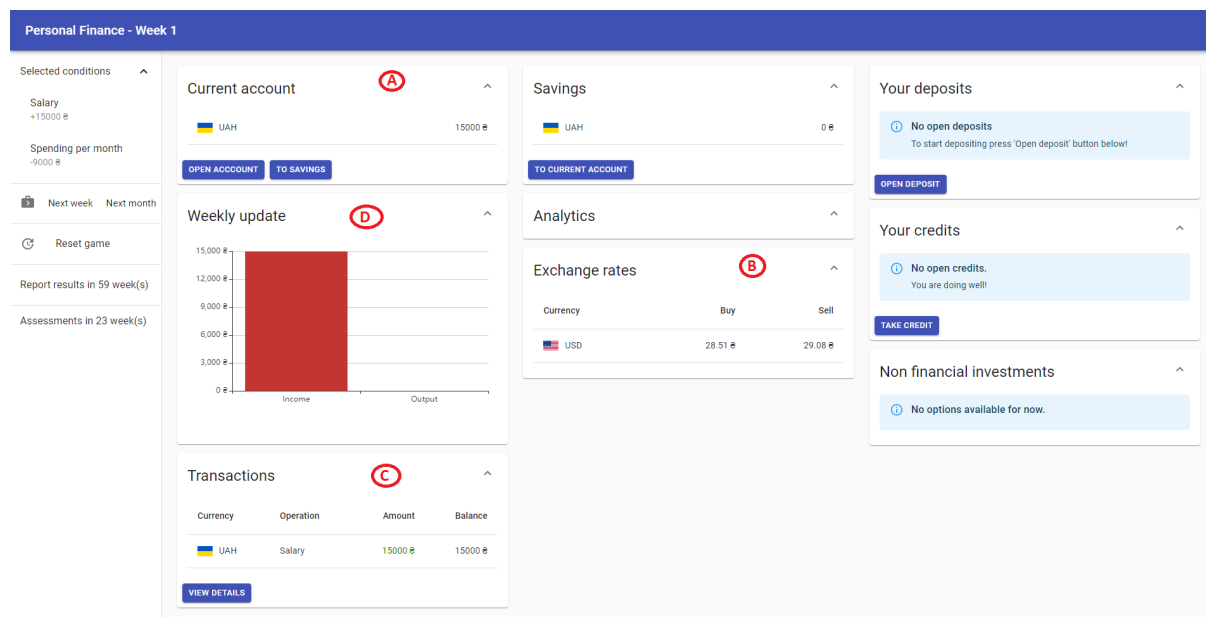 Personal Finance - Week 1
Selected conditions
Salary
+15000 ₴
Spending per month
-9000 ₴
Next week Next month
Reset game
Report results in 59 week(s)
Assessments in 23 week(s)
Current account
A
UAH 15000 ₴
OPEN ACCCOUNT TO SAVINGS
Weekly update
D
15,000 ₴
12,000 ₴
9,000 ₴
6,000 ₴
3,000 ₴
0 ₴
Income Output
Transactions
C
Currency Operation Amount Balance
UAH Salary 15000 ₴ 15000 ₴
VIEW DETAILS
Savings
UAH 0 ₴
TO CURRENT ACCOUNT
Analytics
Exchange rates
B
Currency Buy Sell
USD 28.51 ₴ 29.08 ₴
Your deposits
No open deposits
To start depositing press 'Open deposit' button below!
OPEN DEPOSIT
Your credits
No open credits.
You are doing well!
TAKE CREDIT
Non financial investments
No options available for now.